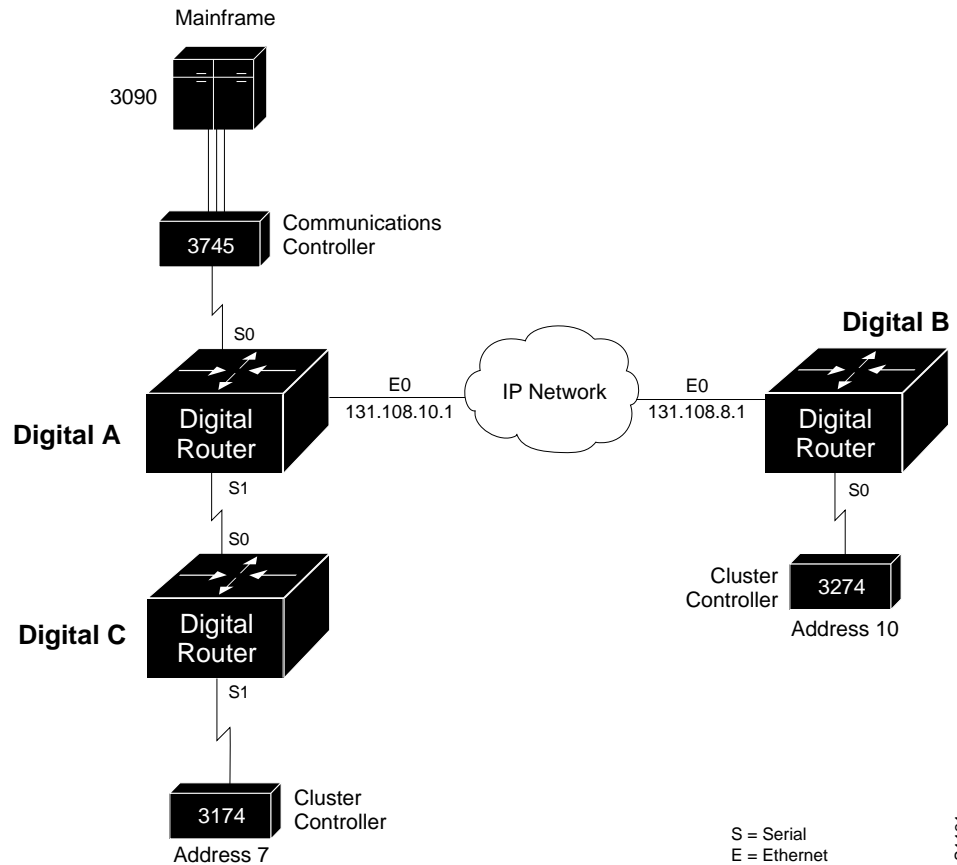 Mainframe
3090
Communications
Controller
3745
S0
Digital B
Digital A
Digital
Router
E0
131.108.10.1
IP Network
E0
131.108.8.1
Digital
Router
S1
S0
S0
Cluster
Controller
3274
Address 10
Digital C
Digital
Router
S1
3174
Cluster
Controller
Address 7
S = Serial
E = Ethernet